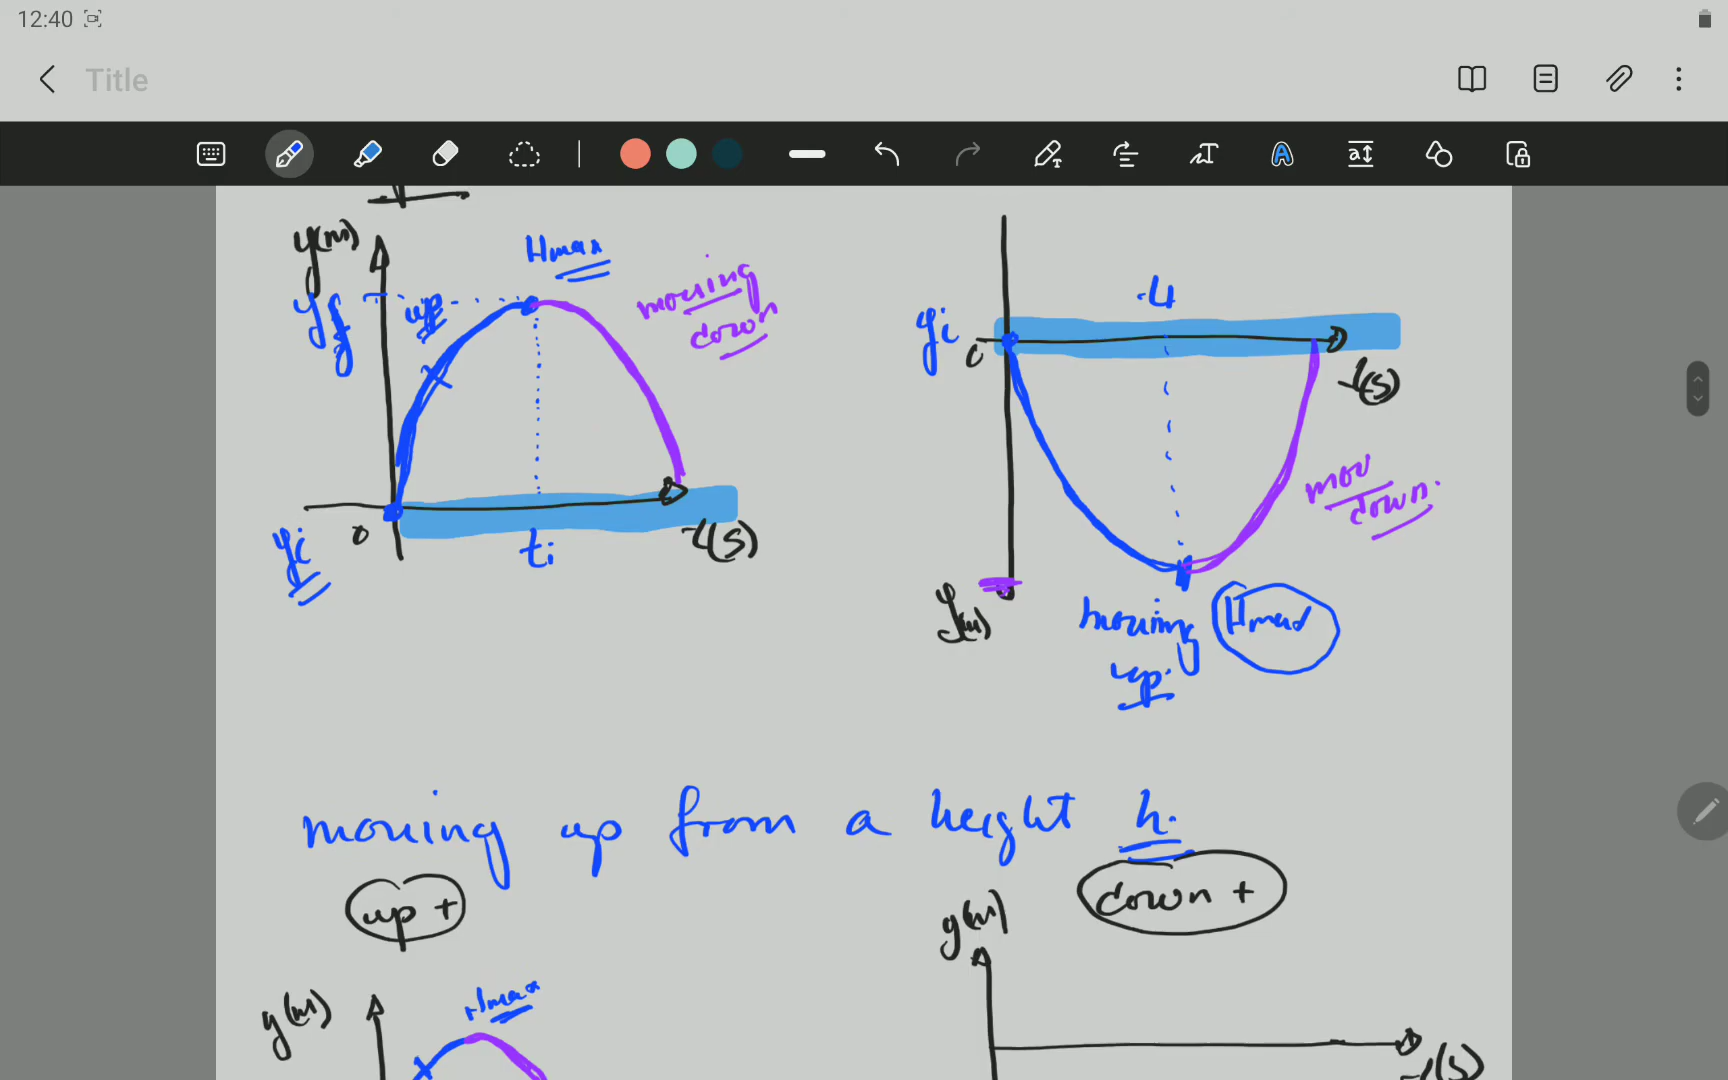 12:40
Title
y(m)
Hmax
yf
up
moving
down
yi
0
ti
t(s)
yi
0
t(s)
mov
down.
y(m)
moving
up.
Hmax
moving up from a height h.
up +
down +
y(m)
Hmax
y(m)
t(s)